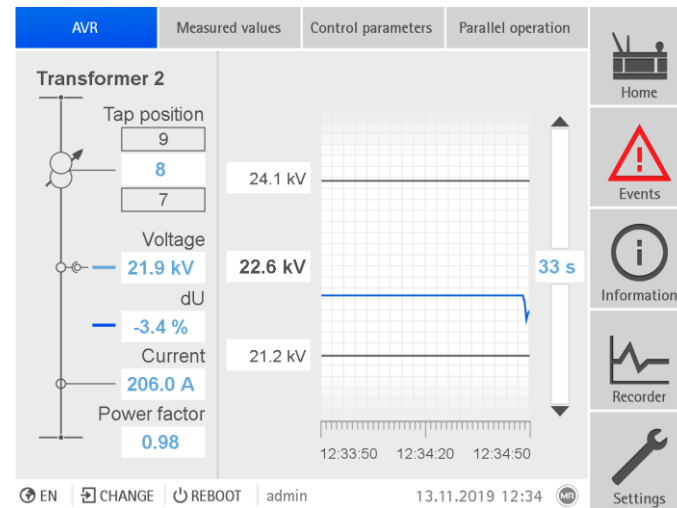 AVR Measured values Control parameters Parallel operation
Transformer 2
Tap position
9
8
7
Voltage
21.9 kV
dU
-3.4 %
Current
206.0 A
Power factor
0.98
24.1 kV
22.6 kV
21.2 kV
33 s
12:33:50 12:34:20 12:34:50
Home
Events
Information
Recorder
Settings
EN CHANGE REBOOT admin 13.11.2019 12:34 MR